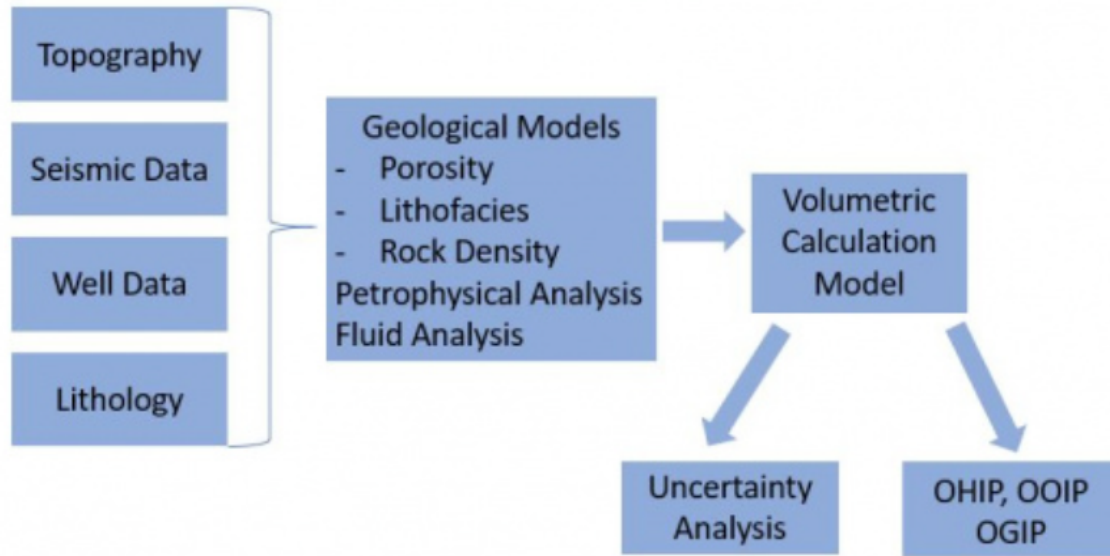 Topography
Seismic Data
Well Data
Lithology
Geological Models
- Porosity
- Lithofacies
- Rock Density
Petrophysical Analysis
Fluid Analysis
Volumetric
Calculation
Model
Uncertainty
Analysis
OHIP, OOIP
OGIP